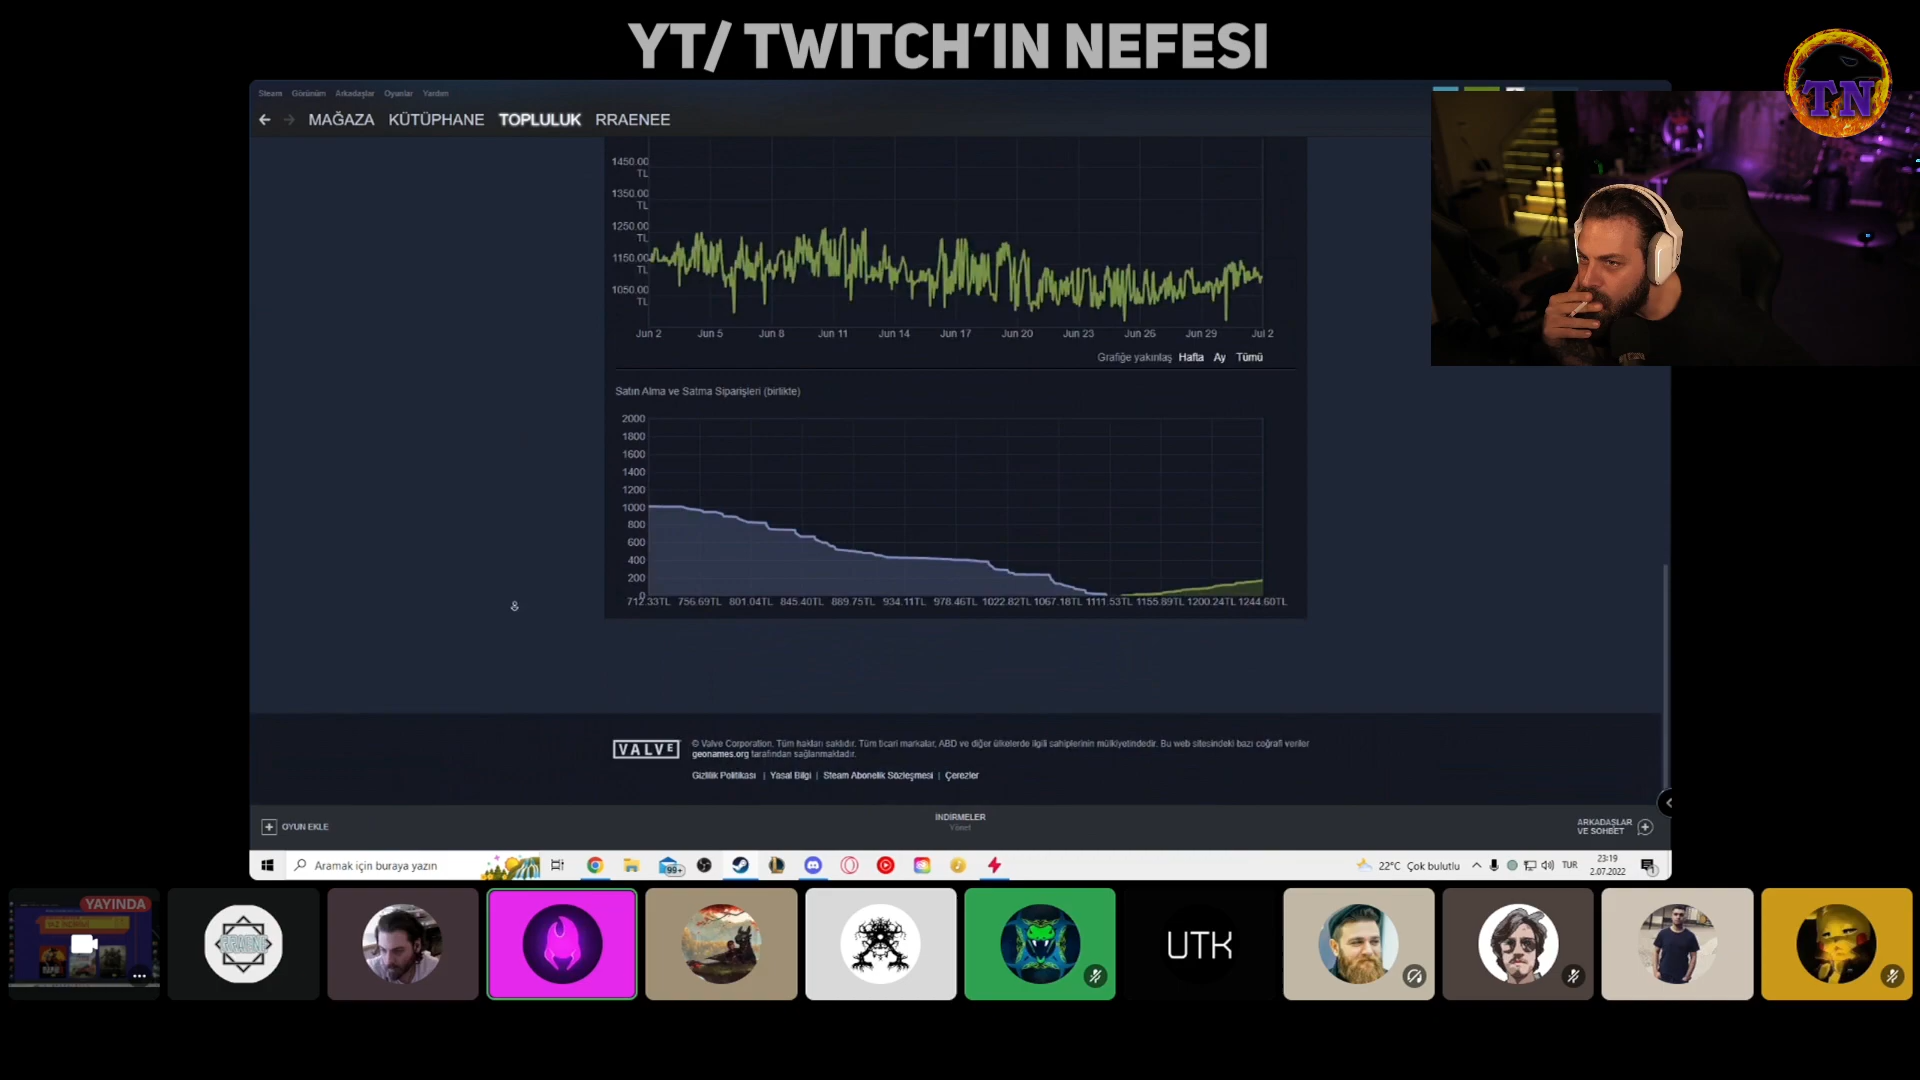 YT/ TWITCH'IN NEFESI
TN
Steam Görünüm Arkadaşlar Oyunlar Yardım
MAĞAZA KÜTÜPHANE TOPLULUK RRAENEE
1450.00 TL
1350.00 TL
1250.00 TL
1150.00 TL
1050.00 TL
Jun 2 Jun 5 Jun 8 Jun 11 Jun 14 Jun 17 Jun 20 Jun 23 Jun 26 Jun 29 Jul 2
Grafiğe yakınlaş Hafta Ay Tümü
Satın Alma ve Satma Siparişleri (birlikte)
2000
1800
1600
1400
1200
1000
800
600
400
200
0
712.33TL 756.69TL 801.04TL 845.40TL 889.75TL 934.11TL 978.46TL 1022.82TL 1067.18TL 1111.53TL 1155.89TL 1200.24TL 1244.60TL
VALVE
© Valve Corporation. Tüm hakları saklıdır. Tüm ticari markalar, ABD ve diğer ülkelerde ilgili sahiplerinin mülkiyetindedir. Bu web sitesindeki bazı coğrafi veriler
geonames.org tarafından sağlanmaktadır.
Gizlilik Politikası | Yasal Bilgi | Steam Abonelik Sözleşmesi | Çerezler
OYUN EKLE
INDIRMELER
Yönet
ARKADAŞLAR
VE SOHBET
Aramak için buraya yazın
99+
22°C Çok bulutlu
TUR
23:19
2.07.2022
1
YAYINDA
RRAENE
UTK